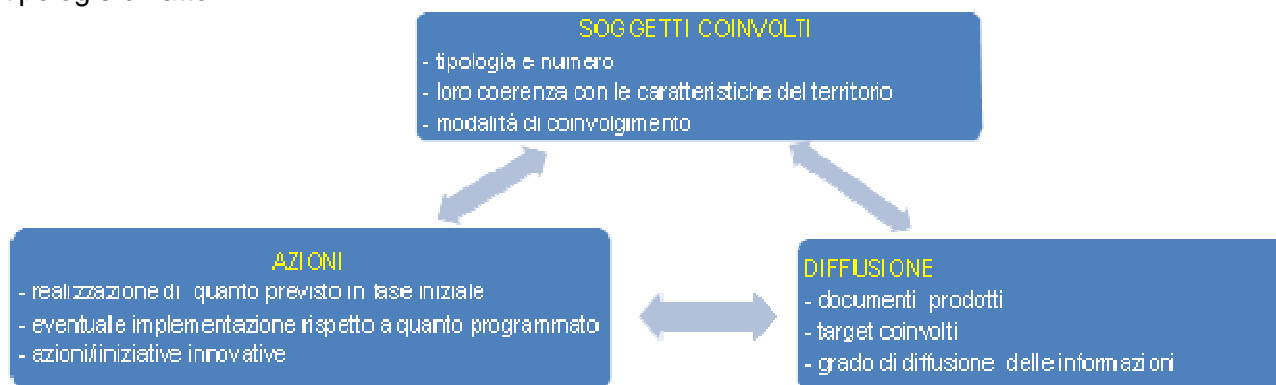 SOGGETTI COINVOLTI
- tipologia e numero
- loro coerenza con le caratteristiche del territorio
- modalità di coinvolgimento
AZIONI
- realizzazione di quanto previsto in fase iniziale
- eventuale implementazione rispetto a quanto programmato
- azioni/iniziative innovative
DIFFUSIONE
- documenti prodotti
- target coinvolti
- grado di diffusione delle informazioni